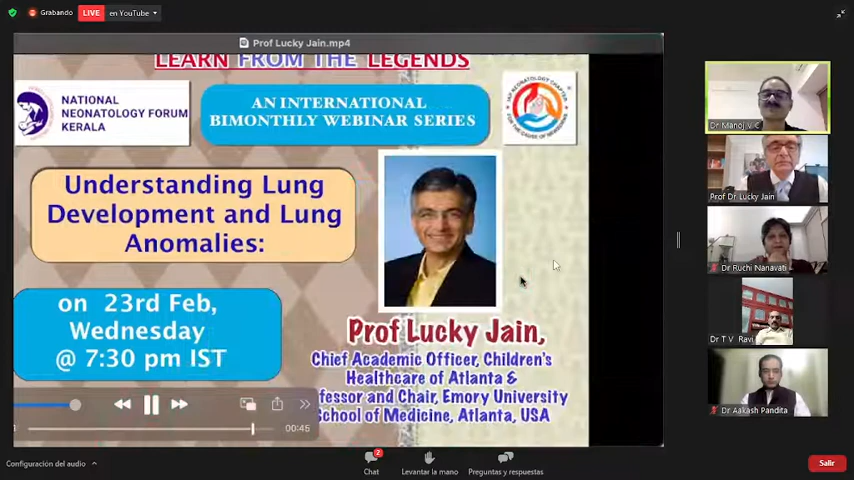 Grabando
LIVE
en YouTube
Prof Lucky Jain.mp4
LEARN FROM THE LEGENDS
NATIONAL
NEONATOLOGY FORUM
KERALA
AN INTERNATIONAL
BIMONTHLY WEBINAR SERIES
Understanding Lung
Development and Lung
Anomalies:
on 23rd Feb,
Wednesday
@ 7:30 pm IST
Prof Lucky Jain,
Chief Academic Officer, Children's
Healthcare of Atlanta &
fessor and Chair, Emory University
School of Medicine, Atlanta, USA
00:45
Dr Manoj V C
Prof Dr Lucky Jain
Dr Ruchi Nanavati
Dr T V Ravi
Dr Aakash Pandita
Configuración del audio
2
Chat
Levantar la mano
Preguntas y respuestas
Salir